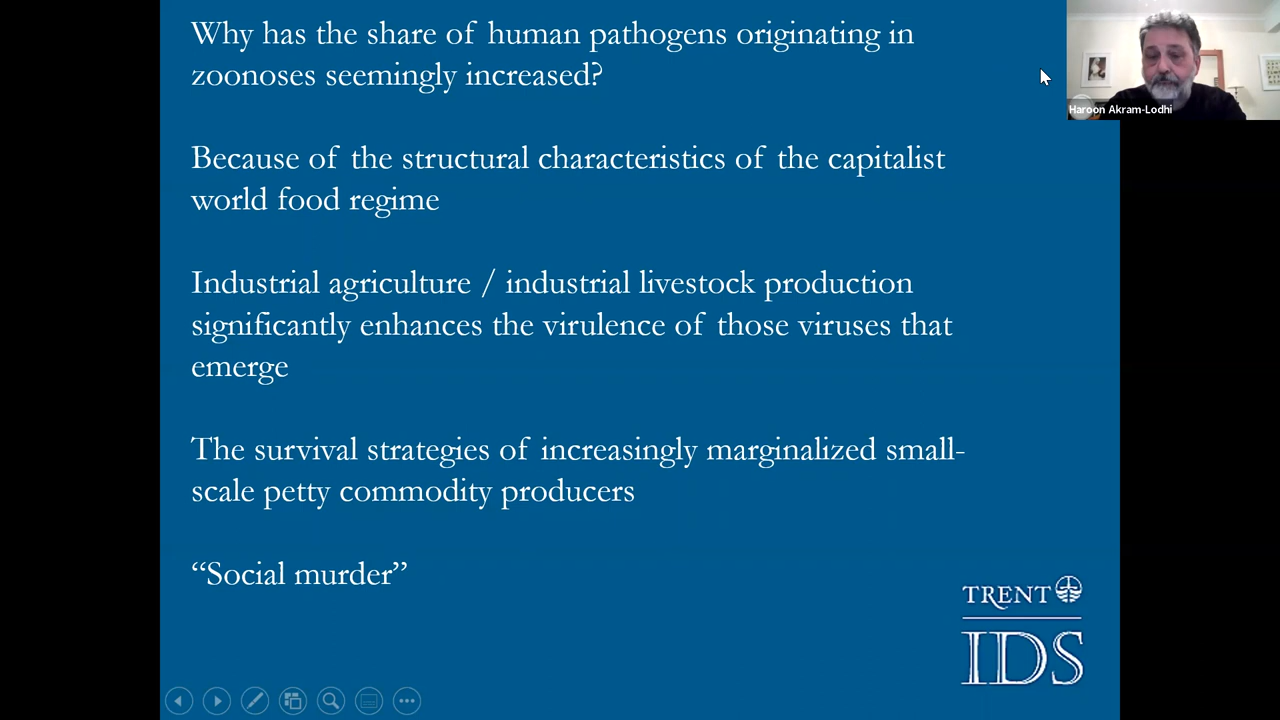 Why has the share of human pathogens originating in
zoonoses seemingly increased?
Because of the structural characteristics of the capitalist
world food regime
Industrial agriculture / industrial livestock production
significantly enhances the virulence of those viruses that
emerge
The survival strategies of increasingly marginalized small-
scale petty commodity producers
“Social murder”
Haroon Akram-Lodhi
TRENT
IDS